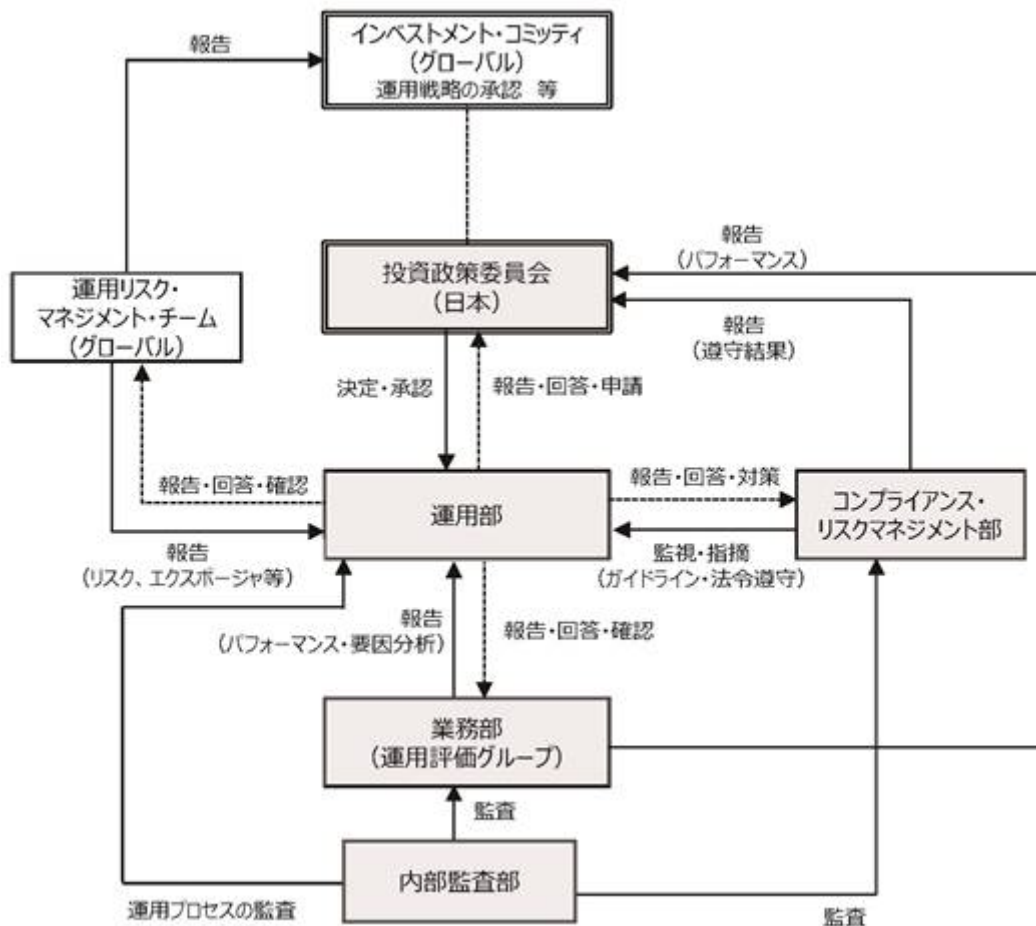 報告
インベストメント・コミッティ
(グローバル)
運用戦略の承認 等
報告
(パフォーマンス)
投資政策委員会
(日本)
運用リスク・
マネジメント・チーム
(グローバル)
報告
(遵守結果)
決定・承認
報告・回答・申請
報告・回答・確認
運用部
報告・回答・対策
コンプライアンス・
リスクマネジメント部
報告
(リスク、エクスポージャ等)
監視・指摘
(ガイドライン・法令遵守)
報告
(パフォーマンス・要因分析)
報告・回答・確認
業務部
(運用評価グループ)
監査
内部監査部
運用プロセスの監査
監査